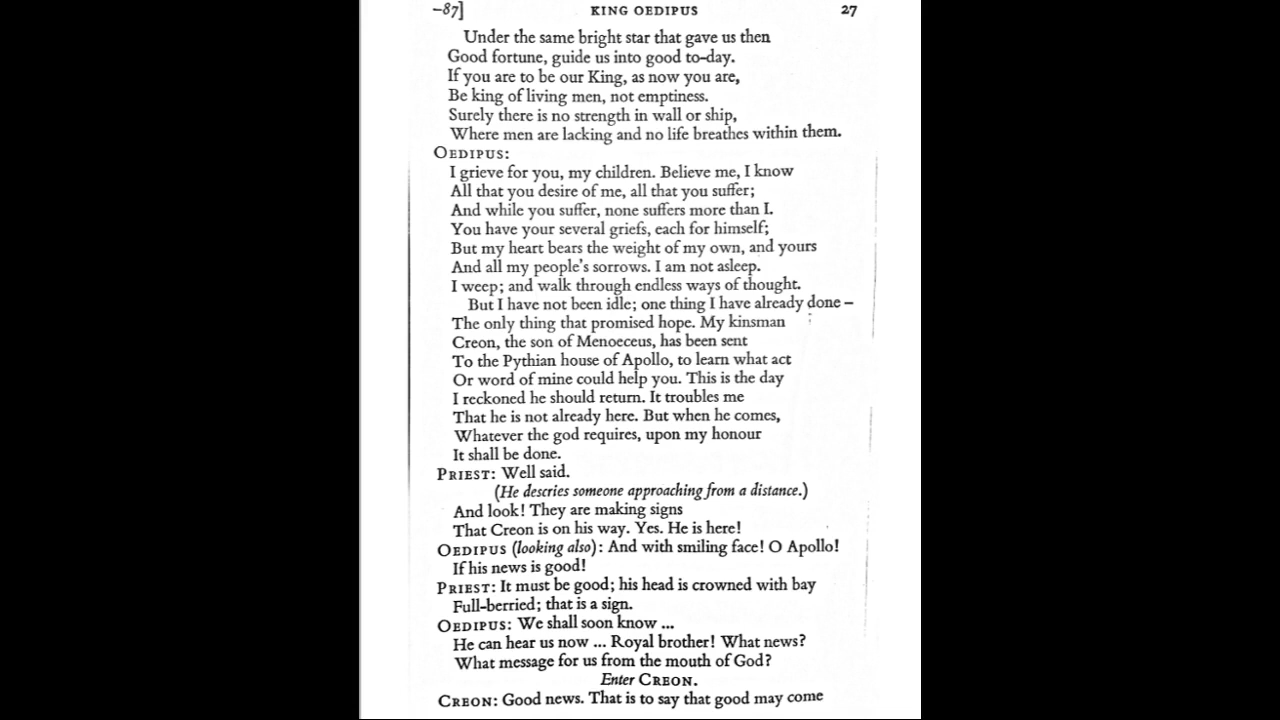 –87] KING OEDIPUS 27
Under the same bright star that gave us then
Good fortune, guide us into good to-day.
If you are to be our King, as now you are,
Be king of living men, not emptiness.
Surely there is no strength in wall or ship,
Where men are lacking and no life breathes within them.
OEDIPUS:
I grieve for you, my children. Believe me, I know
All that you desire of me, all that you suffer;
And while you suffer, none suffers more than I.
You have your several griefs, each for himself;
But my heart bears the weight of my own, and yours
And all my people's sorrows. I am not asleep.
I weep; and walk through endless ways of thought.
But I have not been idle; one thing I have already done –
The only thing that promised hope. My kinsman
Creon, the son of Menoeceus, has been sent
To the Pythian house of Apollo, to learn what act
Or word of mine could help you. This is the day
I reckoned he should return. It troubles me
That he is not already here. But when he comes,
Whatever the god requires, upon my honour
It shall be done.
PRIEST: Well said.
(He descries someone approaching from a distance.)
And look! They are making signs
That Creon is on his way. Yes. He is here!
OEDIPUS (looking also): And with smiling face! O Apollo!
If his news is good!
PRIEST: It must be good; his head is crowned with bay
Full-berried; that is a sign.
OEDIPUS: We shall soon know ...
He can hear us now ... Royal brother! What news?
What message for us from the mouth of God?
Enter CREON.
CREON: Good news. That is to say that good may come